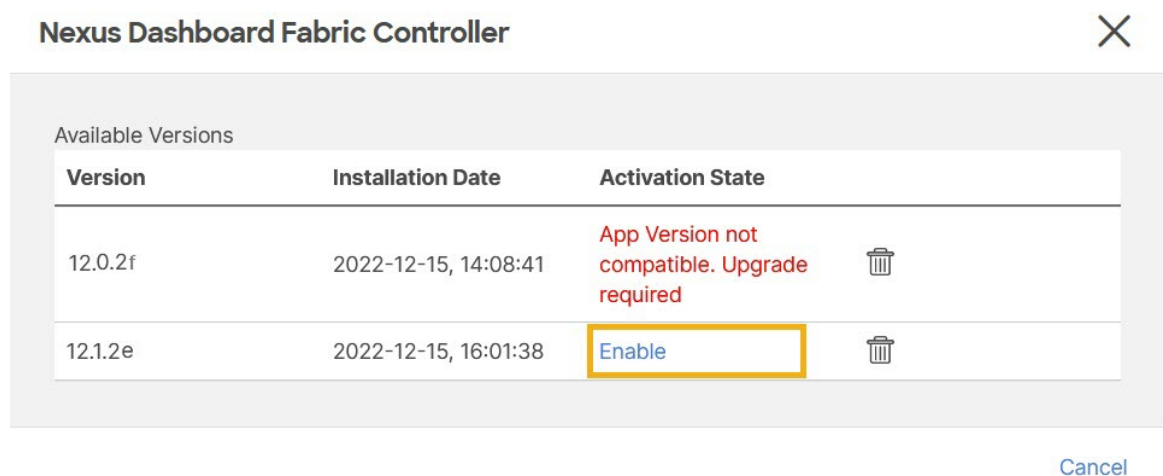 Nexus Dashboard Fabric Controller
Available Versions
Version Installation Date Activation State
12.0.2f 2022-12-15, 14:08:41 App Version not
compatible. Upgrade
required
12.1.2e 2022-12-15, 16:01:38 Enable
Cancel